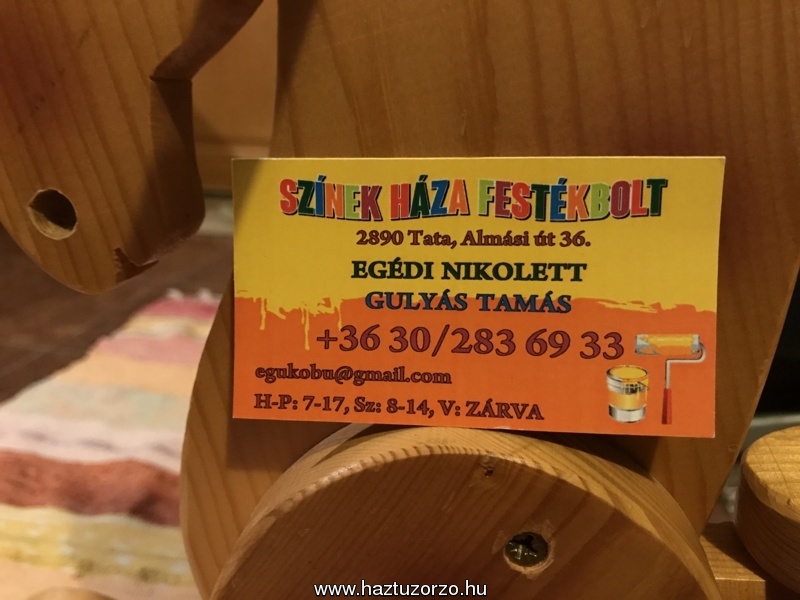 SZÍNEK HÁZA FESTÉKBOLT
2890 Tata, Almási út 36.
EGÉDI NIKOLETT
GULYÁS TAMÁS
+36 30/283 69 33
egukobu@gmail.com
H-P: 7-17, Sz: 8-14, V: ZÁRVA
www.haztuzorzo.hu